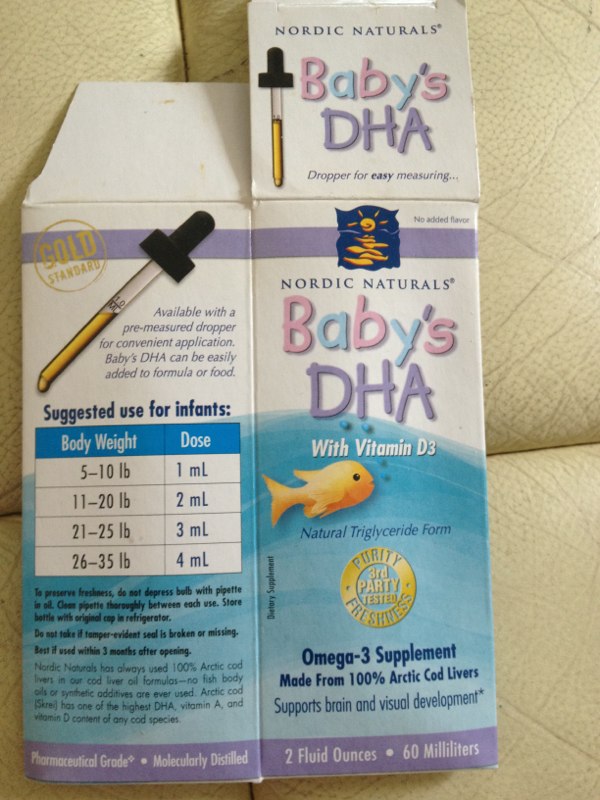 NORDIC NATURALS®
Baby's
DHA
Dropper for easy measuring...
GOLD
STANDARD
Available with a
pre-measured dropper
for convenient application.
Baby's DHA can be easily
added to formula or food.
Suggested use for infants:
Body Weight Dose
5–10 lb 1 mL
11–20 lb 2 mL
21–25 lb 3 mL
26–35 lb 4 mL
To preserve freshness, do not depress bulb with pipette
in oil. Clean pipette thoroughly between each use. Store
bottle with original cap in refrigerator.
Do not take if tamper-evident seal is broken or missing.
Best if used within 3 months after opening.
Nordic Naturals has always used 100% Arctic cod
livers in our cod liver oil formulas—no fish body
oils or synthetic additives are ever used. Arctic cod
(Skrei) has one of the highest DHA, vitamin A, and
vitamin D content of any cod species.
Pharmaceutical Grade • Molecularly Distilled
No added flavor
NORDIC NATURALS®
Baby's
DHA
With Vitamin D3
Natural Triglyceride Form
Dietary Supplement
PURITY
3rd
PARTY
TESTED
FRESHNESS
Omega-3 Supplement
Made From 100% Arctic Cod Livers
Supports brain and visual development*
2 Fluid Ounces • 60 Milliliters